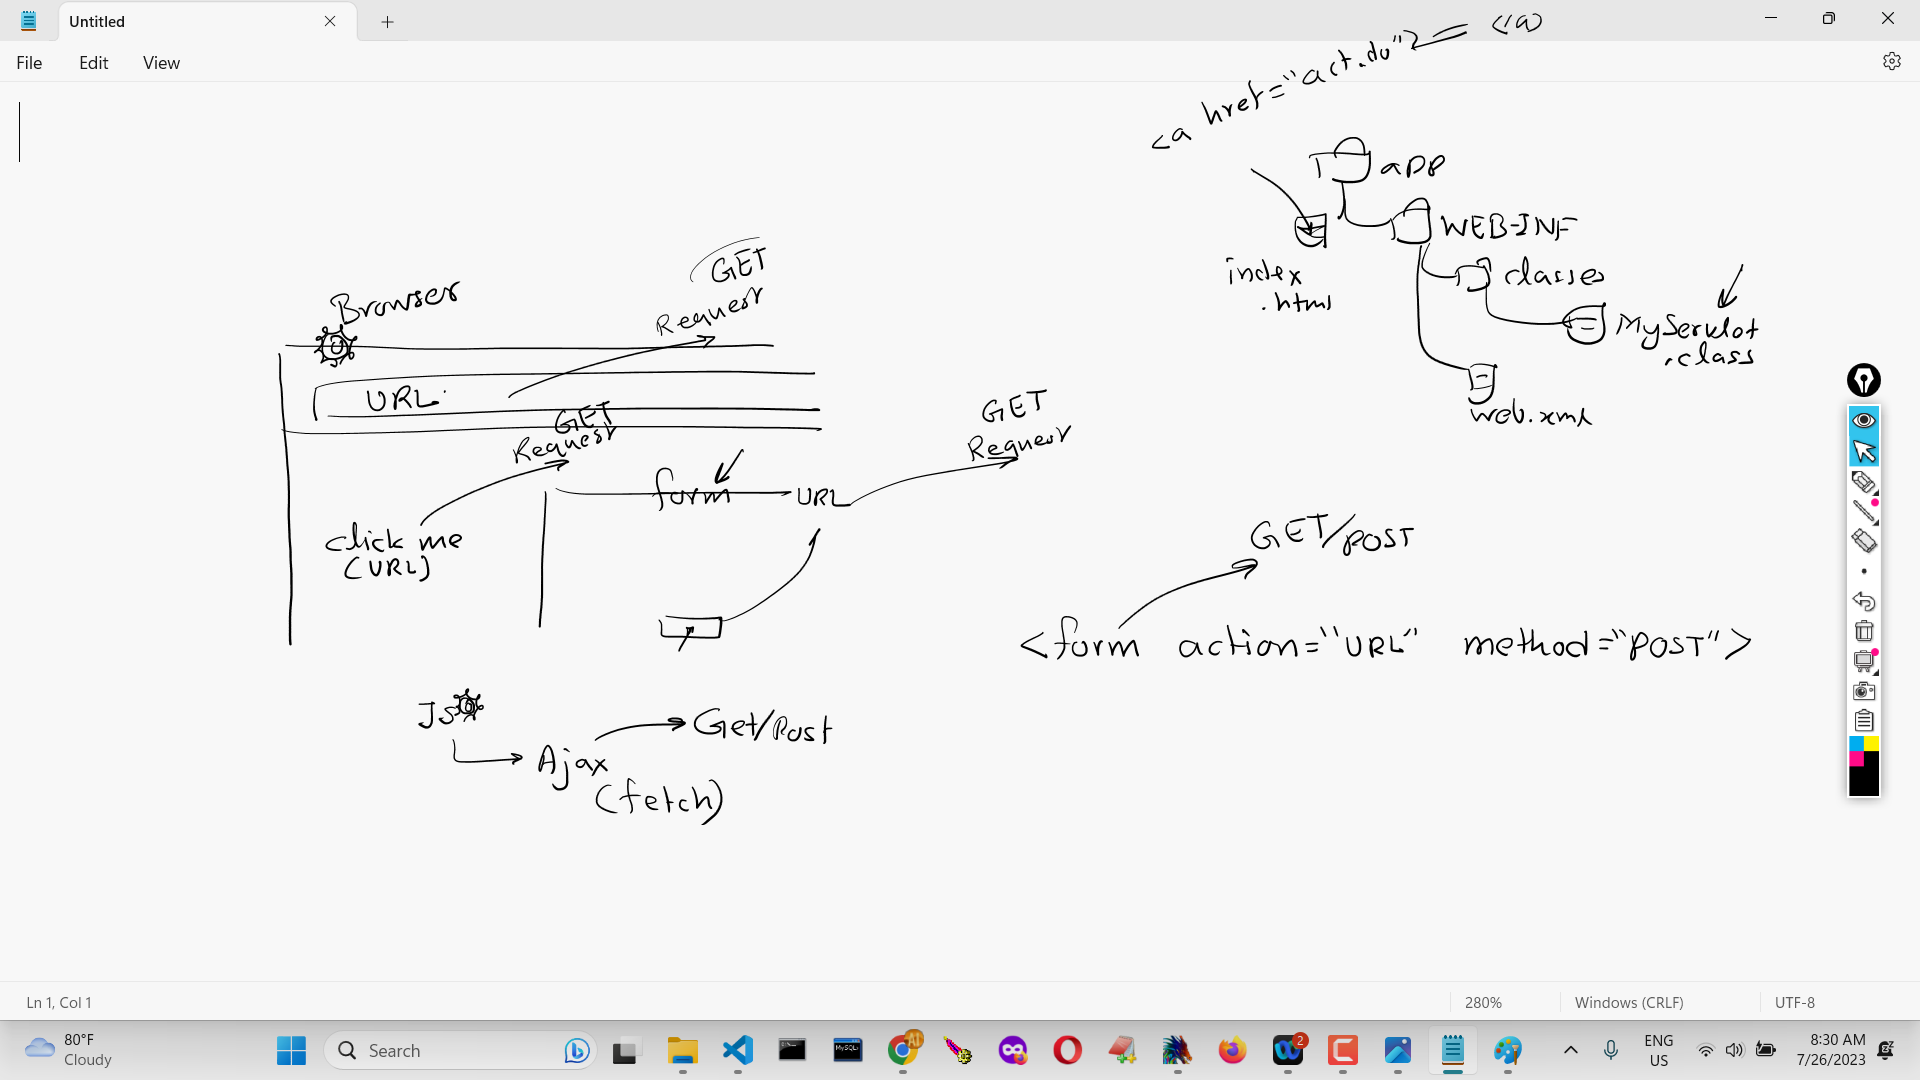 Untitled
File Edit View
<a href="act.do"> </a>
app
WEB-INF
index
.html
classes
MyServlet
.class
web.xml
Browser
GET
Request
URL
GET
Request
form
URL
GET
Request
click me
(URL)
GET/POST
<form action="URL" method="POST">
JS
Ajax
(fetch)
Get/Post
Ln 1, Col 1
280%
Windows (CRLF)
UTF-8
80°F
Cloudy
Search
MySQL
AI
2
ENG
US
8:30 AM
7/26/2023